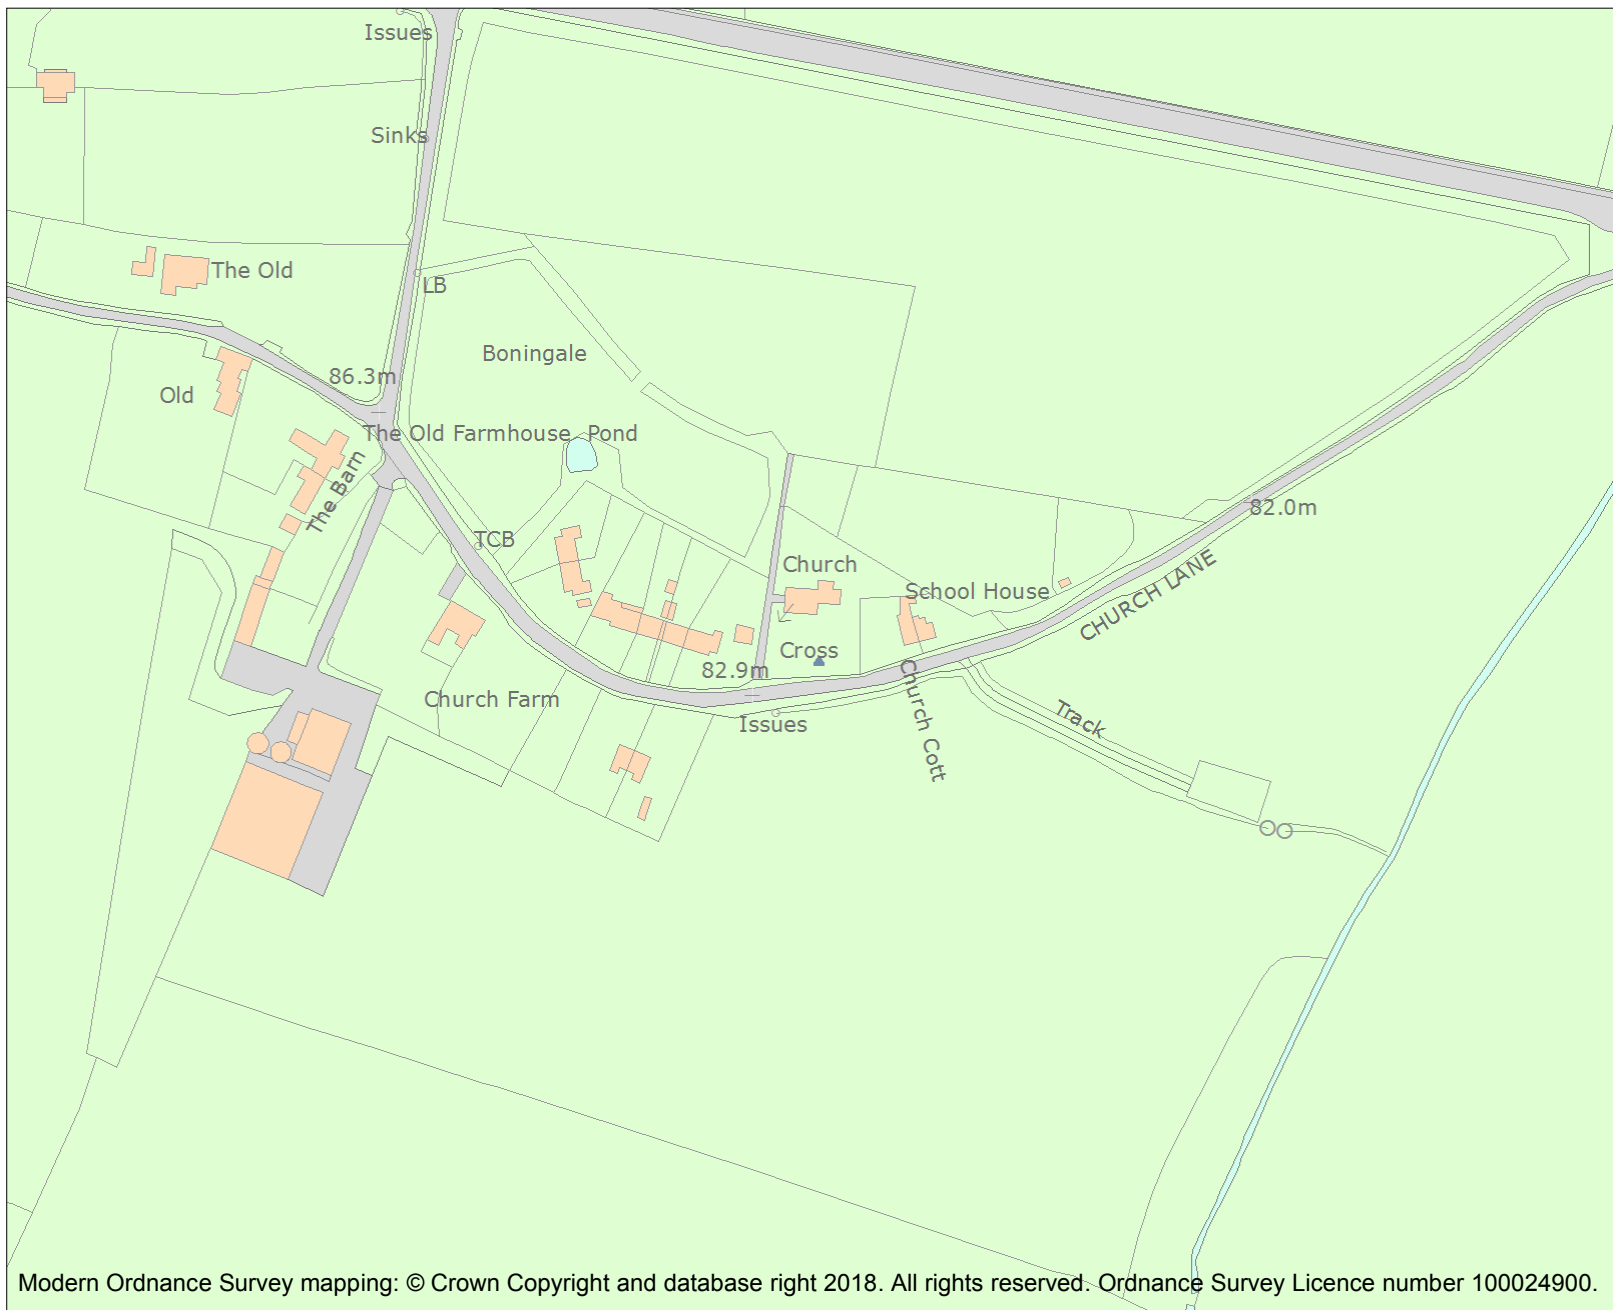 Issues
Sinks
The Old
LB
Boningale
86.3m
Old
The Old Farmhouse
Pond
The Barn
82.0m
TCB
Church
School House
CHURCH LANE
Cross
82.9m
Church Farm
Church Cott
Issues
Track
Modern Ordnance Survey mapping: © Crown Copyright and database right 2018. All rights reserved. Ordnance Survey Licence number 100024900.